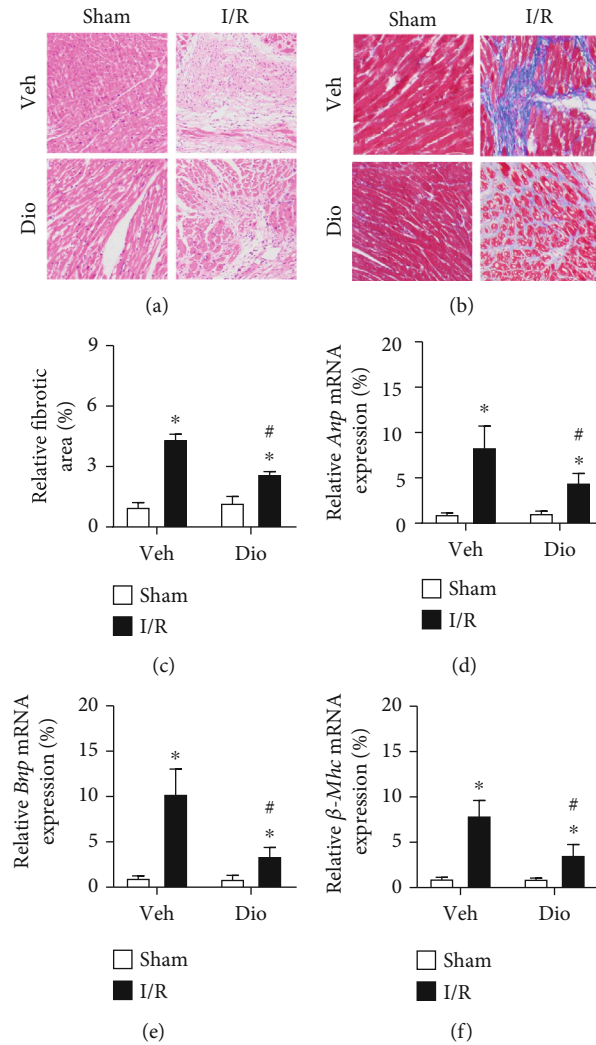 Sham I/R
Veh
Dio
(a)
Sham I/R
Veh
Dio
(b)
Relative fibrotic
area (%)
9
6
3
0
*
#
*
Veh Dio
Sham
I/R
(c)
Relative Anp mRNA
expression (%)
20
15
10
5
0
*
#
*
Veh Dio
Sham
I/R
(d)
Relative Bnp mRNA
expression (%)
20
15
10
5
0
*
#
*
Veh Dio
Sham
I/R
(e)
Relative β-Mhc mRNA
expression (%)
20
15
10
5
0
*
#
*
Veh Dio
Sham
I/R
(f)